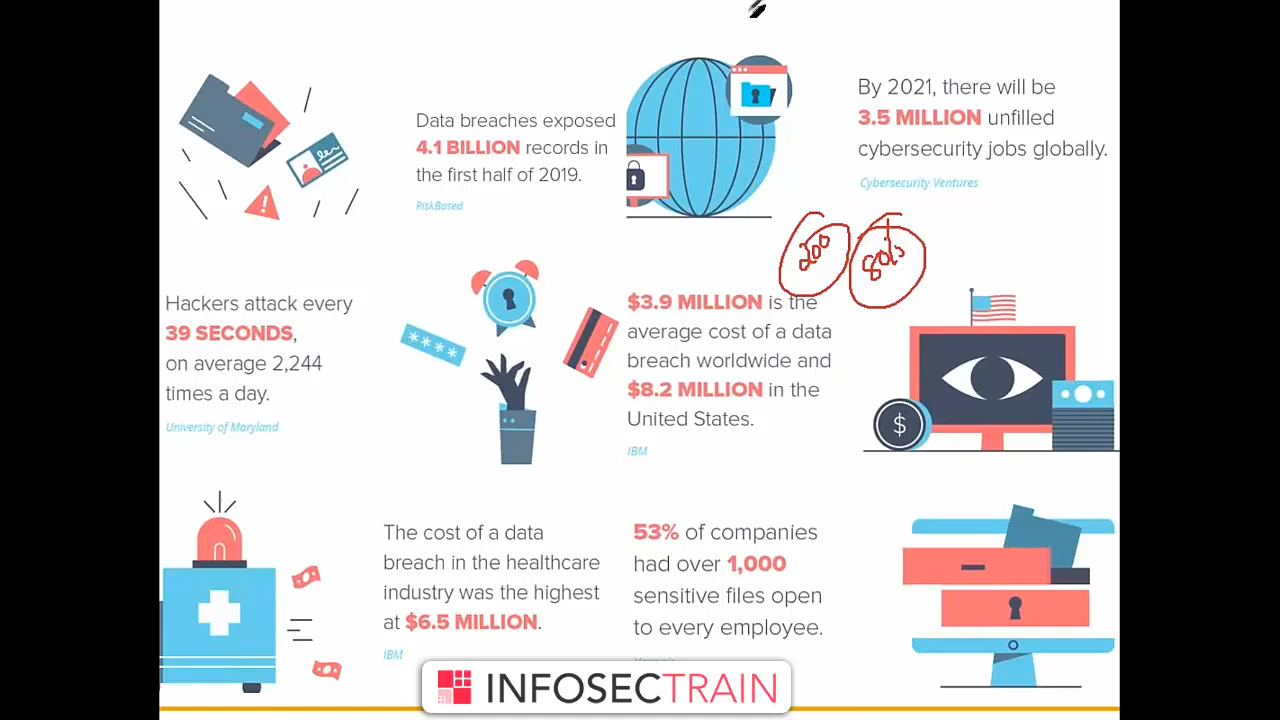 Data breaches exposed
4.1 BILLION records in
the first half of 2019.
RiskBased
By 2021, there will be
3.5 MILLION unfilled
cybersecurity jobs globally.
Cybersecurity Ventures
200
Hackers attack every
39 SECONDS,
on average 2,244
times a day.
University of Maryland
****
$3.9 MILLION is the
average cost of a data
breach worldwide and
$8.2 MILLION in the
United States.
IBM
$
The cost of a data
breach in the healthcare
industry was the highest
at $6.5 MILLION.
IBM
53% of companies
had over 1,000
sensitive files open
to every employee.
INFOSECTRAIN